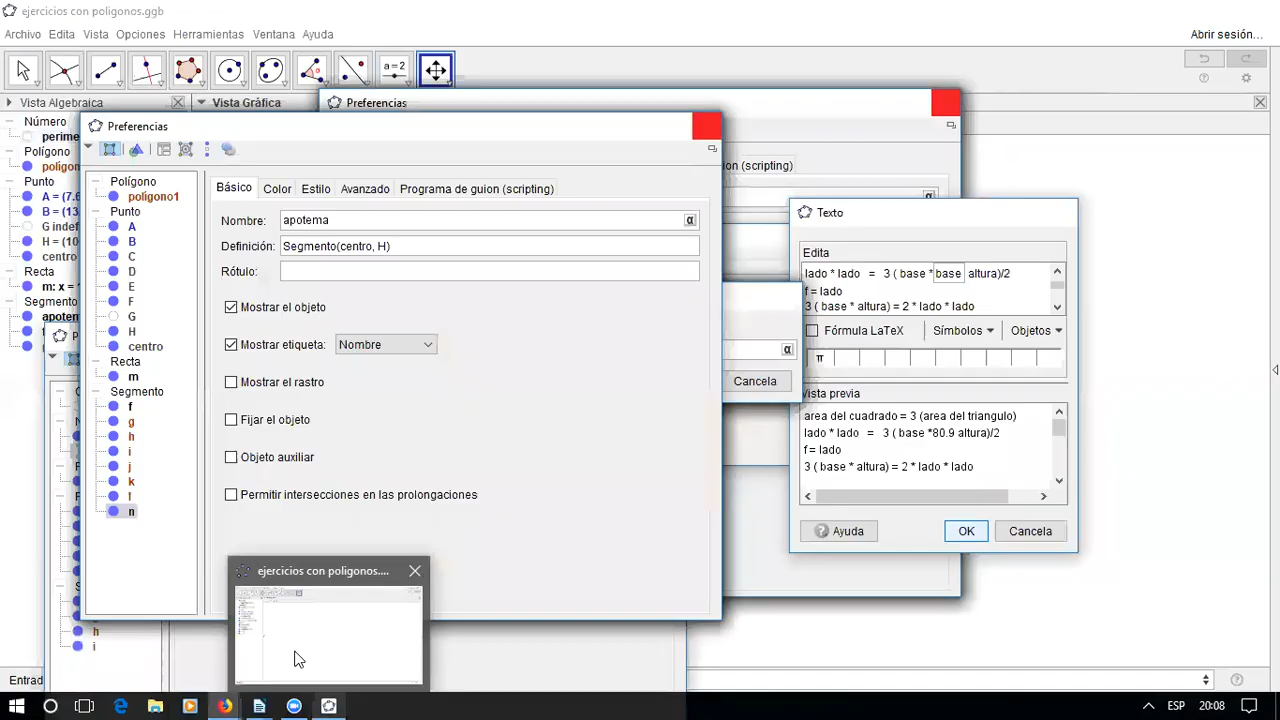 ejercicios con poligonos.ggb
Archivo Edita Vista Opciones Herramientas Ventana Ayuda
Abrir sesión...
a=2
Vista Algebraica
Vista Gráfica
Número
Polígono
Punto
A = (7.6
B = (13
G indef
H = (10
centro
Recta
m: x =
Segmento
apotem
Preferencias
uion (scripting)
Cancela
Preferencias
Polígono
polígono1
Punto
A
B
C
D
E
F
G
H
centro
Recta
m
Segmento
f
g
h
i
j
k
l
n
Básico Color Estilo Avanzado Programa de guion (scripting)
Nombre: apotema α
Definición: Segmento(centro, H)
Rótulo:
Mostrar el objeto
Mostrar etiqueta: Nombre
Mostrar el rastro
Fijar el objeto
Objeto auxiliar
Permitir intersecciones en las prolongaciones
h
i
Texto
Edita
lado * lado = 3 ( base * base altura)/2
f = lado
3 ( base * altura) = 2 * lado * lado
Fórmula LaTeX Símbolos Objetos
π
Vista previa
area del cuadrado = 3 (area del triangulo)
lado * lado = 3 ( base *80.9 altura)/2
f = lado
3 ( base * altura) = 2 * lado * lado
Ayuda OK Cancela
ejercicios con poligonos....
Entrad
ESP 20:08